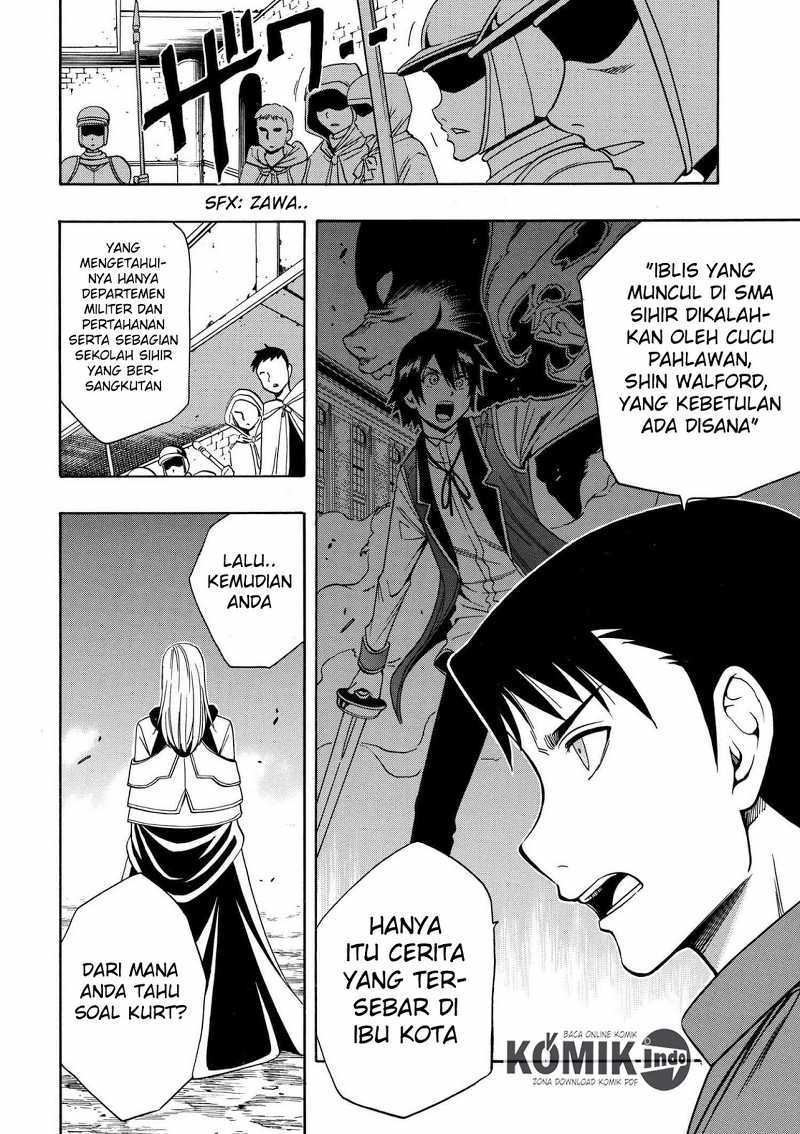 ザワ・・
SFX: ZAWA..
"IBLIS YANG
MUNCUL DI SMA
SIHIR DIKALAH-
KAN OLEH CUCU
PAHLAWAN,
SHIN WALFORD,
YANG KEBETULAN
ADA DISANA"
HANYA
ITU CERITA
YANG TER-
SEBAR DI
IBU KOTA
YANG
MENGETAHUI-
NYA HANYA
DEPARTEMEN
MILITER DAN
PERTAHANAN
SERTA SEBAGIAN
SEKOLAH SIHIR
YANG BER-
SANGKUTAN
LALU..
KEMUDIAN
ANDA
DARI MANA
ANDA TAHU
SOAL KURT?
BACA ONLINE KOMIK
KOMIK Indo
ZONA DOWNLOAD KOMIK PDF